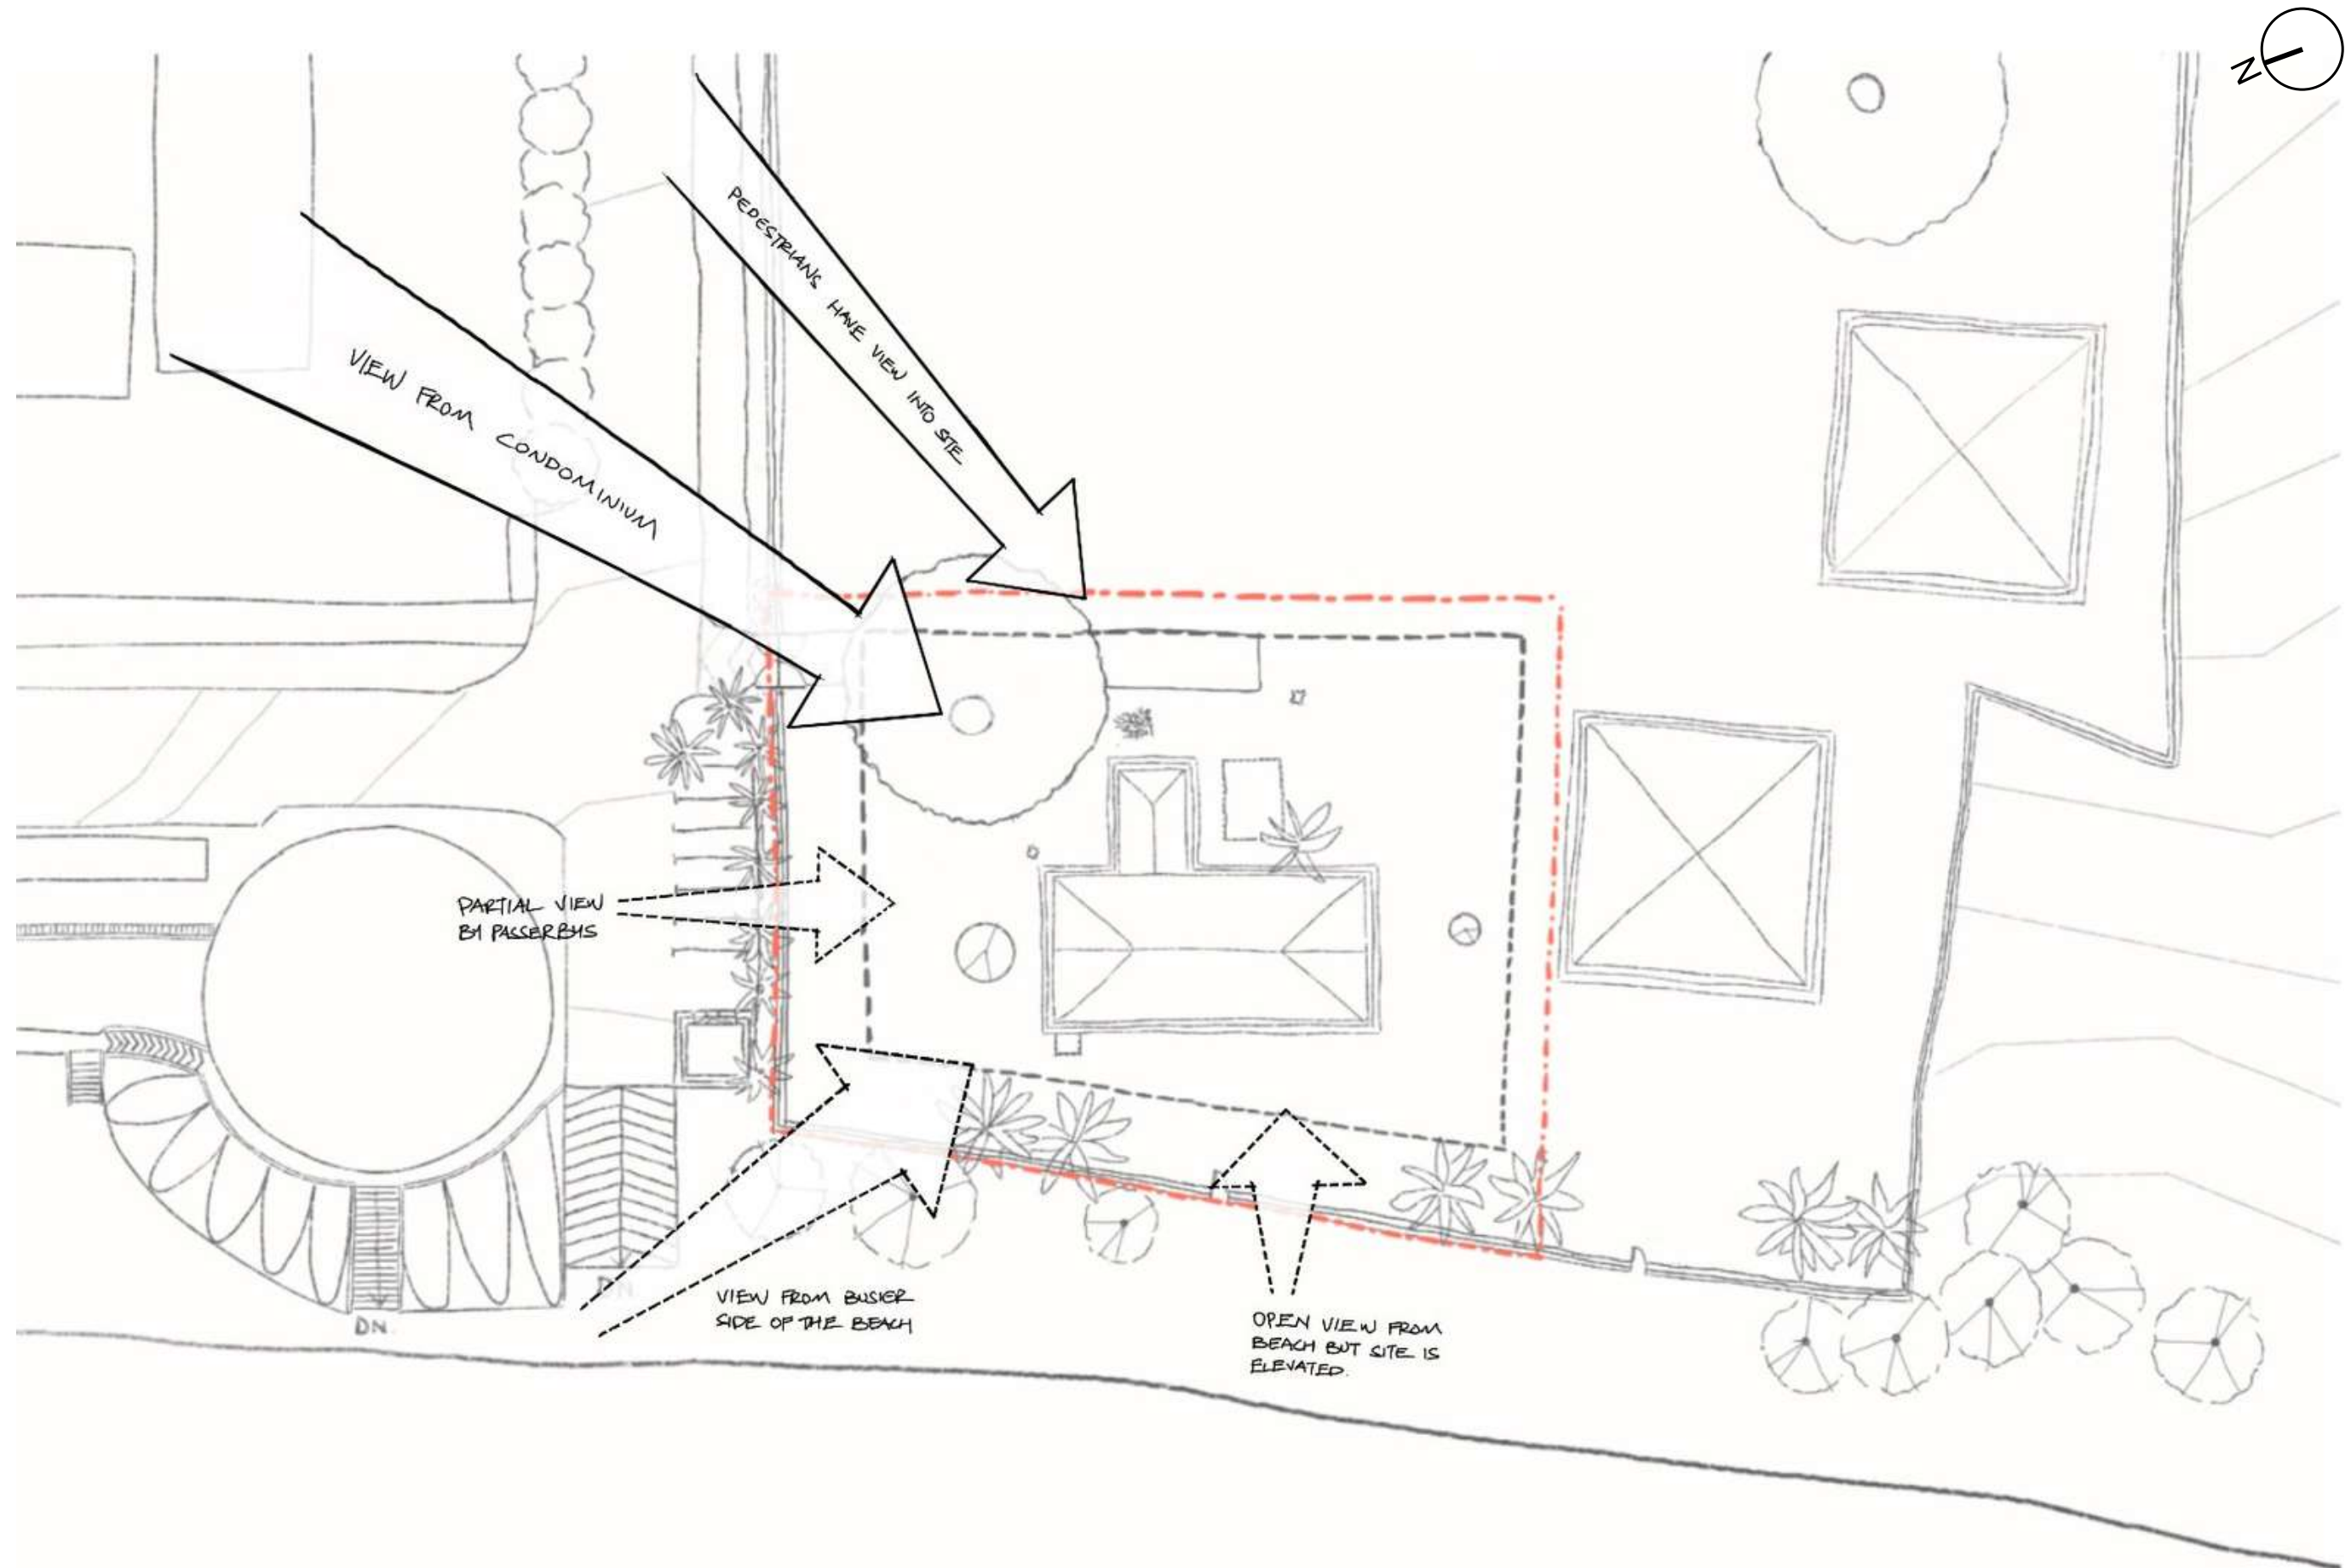 N
PEDESTRIANS HAVE VIEW INTO SITE
VIEW FROM CONDOMINIUM
PARTIAL VIEW
BY PASSERBYS
VIEW FROM BUSIER
SIDE OF THE BEACH
OPEN VIEW FROM
BEACH BUT SITE IS
ELEVATED.
DN
DN